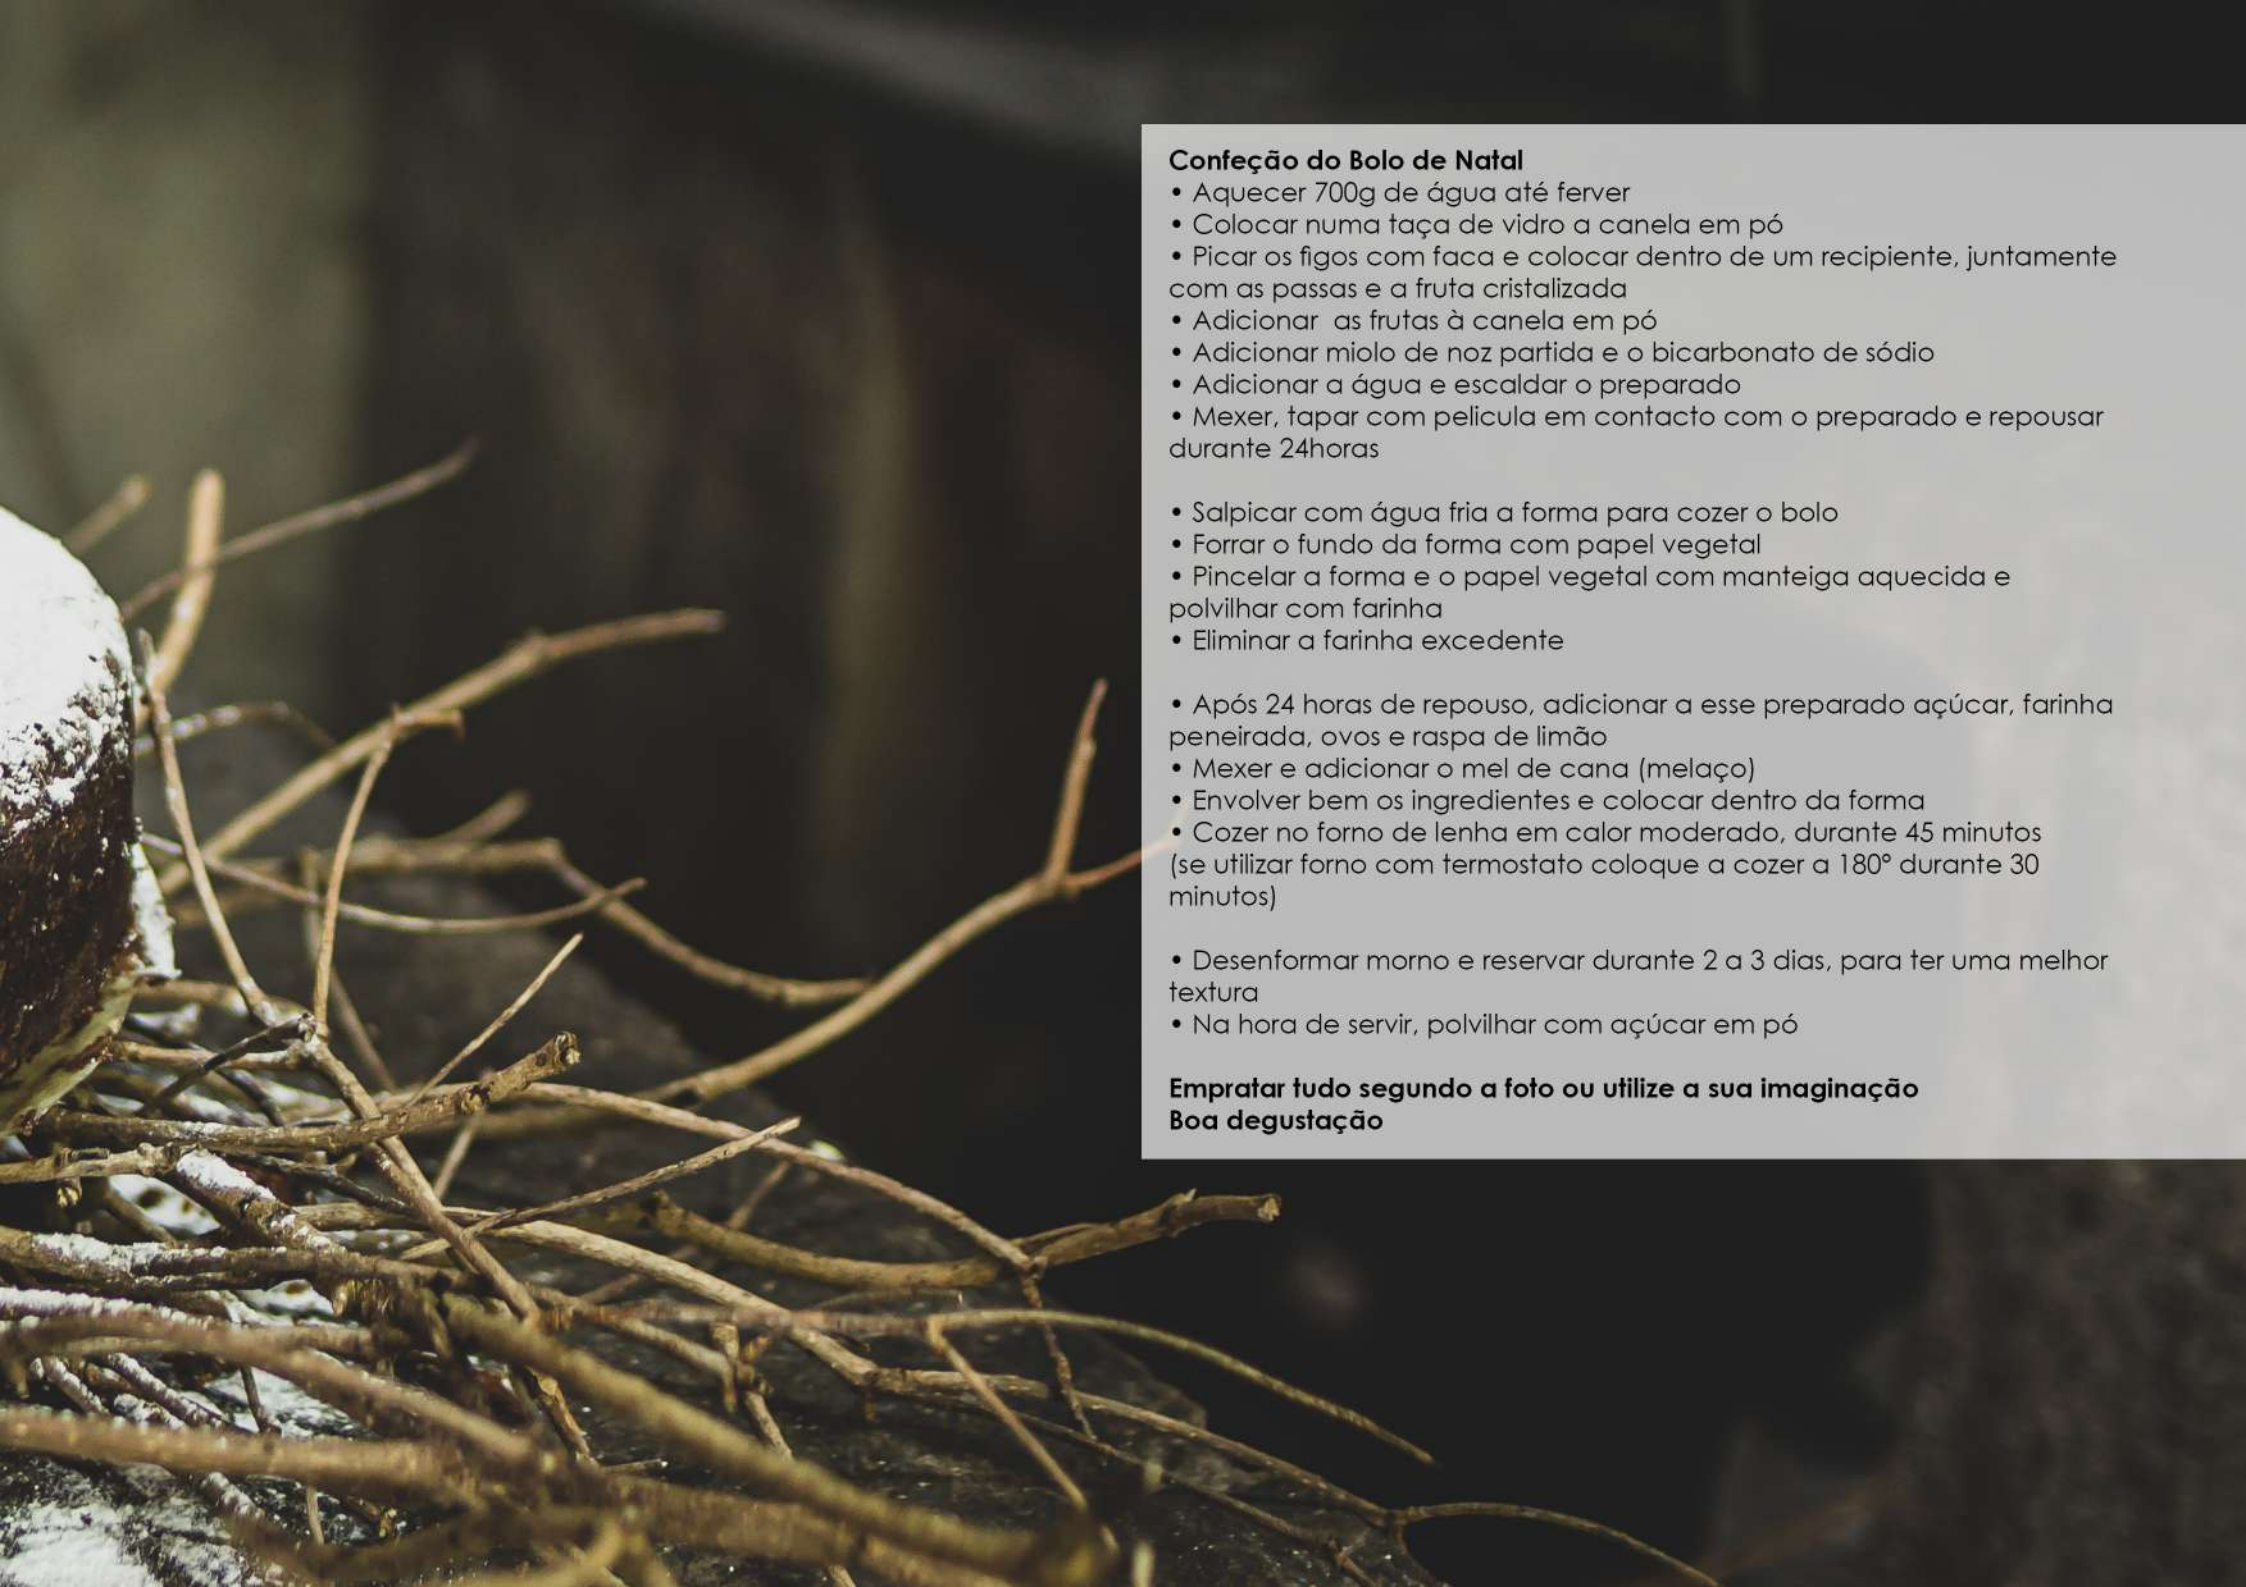 Confeção do Bolo de Natal
• Aquecer 700g de água até ferver
• Colocar numa taça de vidro a canela em pó
• Picar os figos com faca e colocar dentro de um recipiente, juntamente
com as passas e a fruta cristalizada
• Adicionar  as frutas à canela em pó
• Adicionar miolo de noz partida e o bicarbonato de sódio
• Adicionar a água e escaldar o preparado
• Mexer, tapar com pelicula em contacto com o preparado e repousar
durante 24horas
• Salpicar com água fria a forma para cozer o bolo
• Forrar o fundo da forma com papel vegetal
• Pincelar a forma e o papel vegetal com manteiga aquecida e
polvilhar com farinha
• Eliminar a farinha excedente
• Após 24 horas de repouso, adicionar a esse preparado açúcar, farinha
peneirada, ovos e raspa de limão
• Mexer e adicionar o mel de cana (melaço)
• Envolver bem os ingredientes e colocar dentro da forma
• Cozer no forno de lenha em calor moderado, durante 45 minutos
(se utilizar forno com termostato coloque a cozer a 180º durante 30
minutos)
• Desenformar morno e reservar durante 2 a 3 dias, para ter uma melhor
textura
• Na hora de servir, polvilhar com açúcar em pó
Empratar tudo segundo a foto ou utilize a sua imaginação
Boa degustação